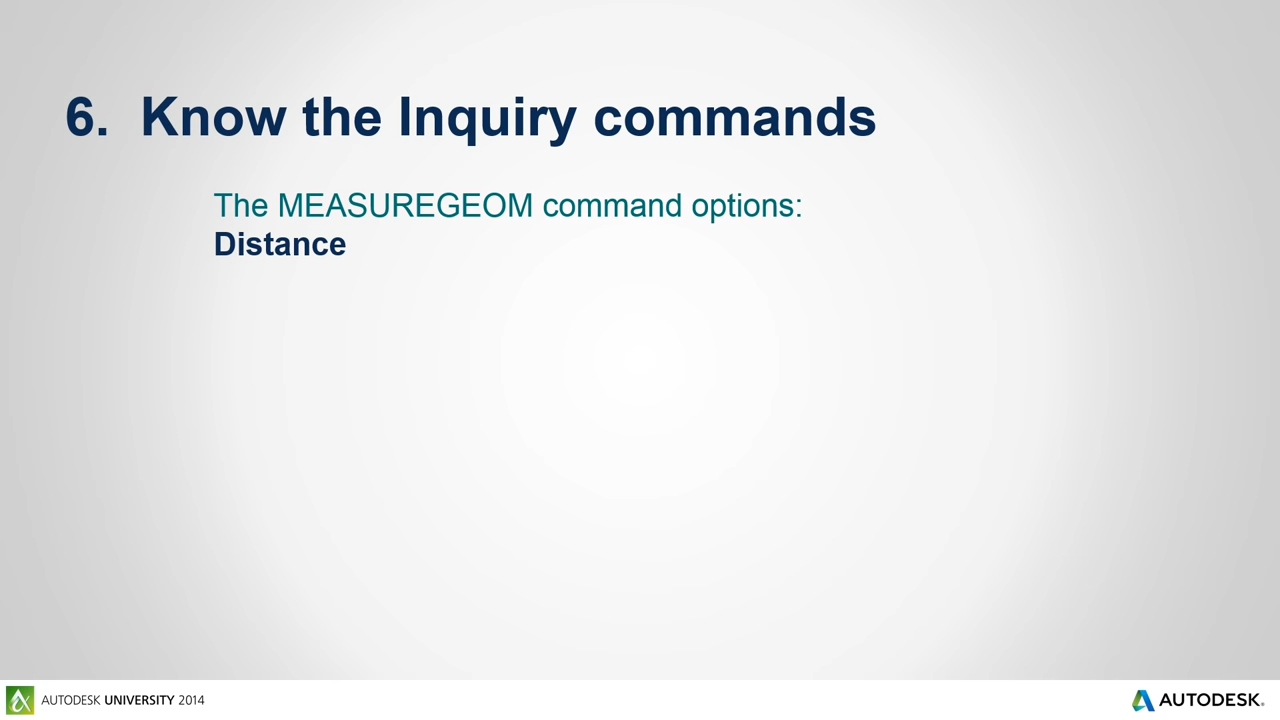 6. Know the Inquiry commands
The MEASUREGEOM command options:
Distance
AUTODESK UNIVERSITY 2014
AUTODESK®